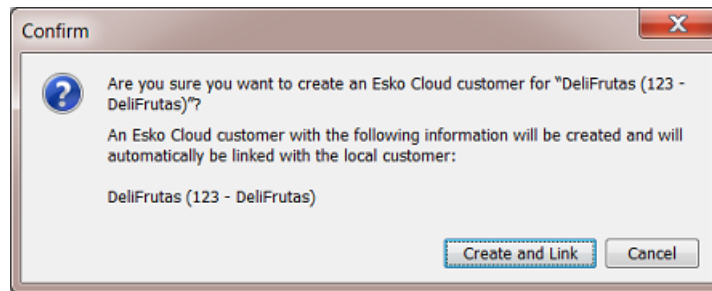 Confirm
Are you sure you want to create an Esko Cloud customer for "DeliFrutas (123 -
DeliFrutas)"?
An Esko Cloud customer with the following information will be created and will
automatically be linked with the local customer:
DeliFrutas (123 - DeliFrutas)
Create and Link
Cancel